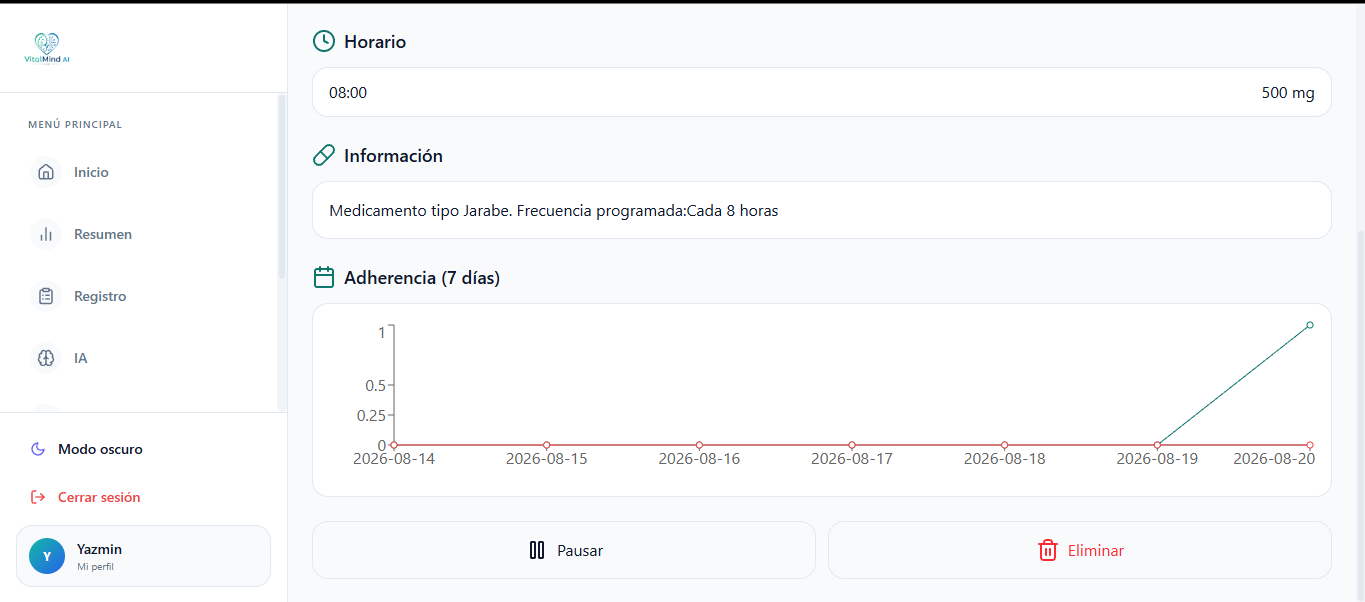 VitalMind AI
MENÚ PRINCIPAL
Inicio
Resumen
Registro
IA
Modo oscuro
Cerrar sesión
Y
Yazmin
Mi perfil
Horario
08:00 500 mg
Información
Medicamento tipo Jarabe. Frecuencia programada:Cada 8 horas
Adherencia (7 días)
1
0.5
0.25
0
2026-08-14 2026-08-15 2026-08-16 2026-08-17 2026-08-18 2026-08-19 2026-08-20
Pausar Eliminar